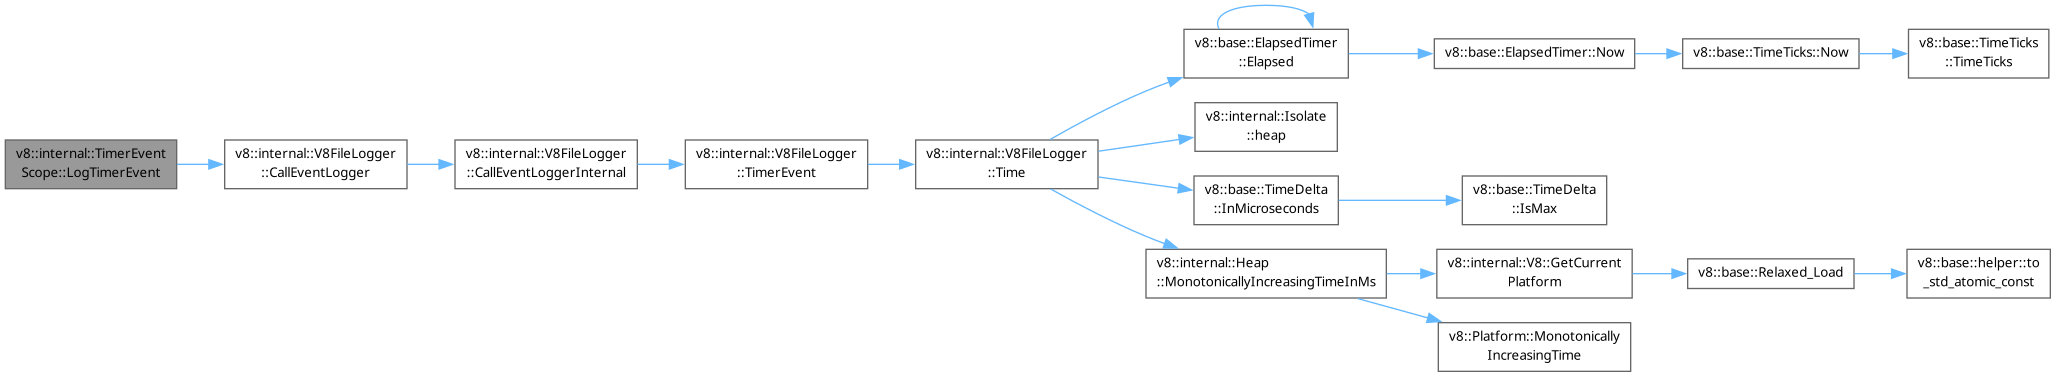 v8::internal::TimerEvent
Scope::LogTimerEvent
v8::internal::V8FileLogger
::CallEventLogger
v8::internal::V8FileLogger
::CallEventLoggerInternal
v8::internal::V8FileLogger
::TimerEvent
v8::internal::V8FileLogger
::Time
v8::base::ElapsedTimer
::Elapsed
v8::base::ElapsedTimer::Now
v8::base::TimeTicks::Now
v8::base::TimeTicks
::TimeTicks
v8::internal::Isolate
::heap
v8::base::TimeDelta
::InMicroseconds
v8::base::TimeDelta
::IsMax
v8::internal::Heap
::MonotonicallyIncreasingTimeInMs
v8::internal::V8::GetCurrent
Platform
v8::base::Relaxed_Load
v8::base::helper::to
_std_atomic_const
v8::Platform::Monotonically
IncreasingTime